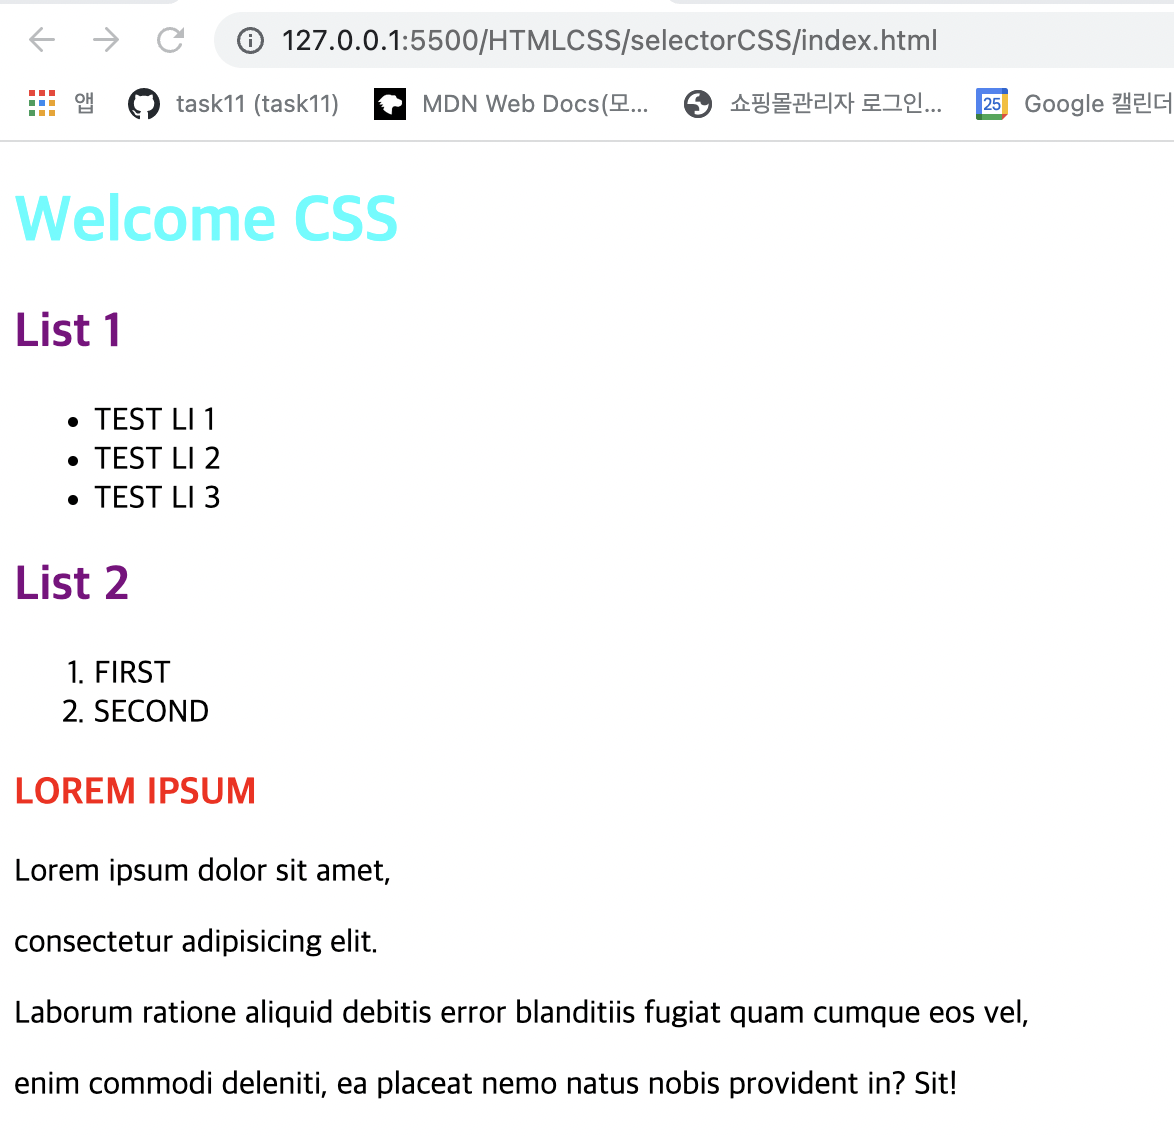 127.0.0.1:5500/HTMLCSS/selectorCSS/index.html
앱 task11 (task11) MDN Web Docs(모... 쇼핑몰관리자 로그인... 25 Google 캘린더
Welcome CSS
List 1
• TEST LI 1
• TEST LI 2
• TEST LI 3
List 2
1. FIRST
2. SECOND
LOREM IPSUM
Lorem ipsum dolor sit amet,
consectetur adipisicing elit.
Laborum ratione aliquid debitis error blanditiis fugiat quam cumque eos vel,
enim commodi deleniti, ea placeat nemo natus nobis provident in? Sit!